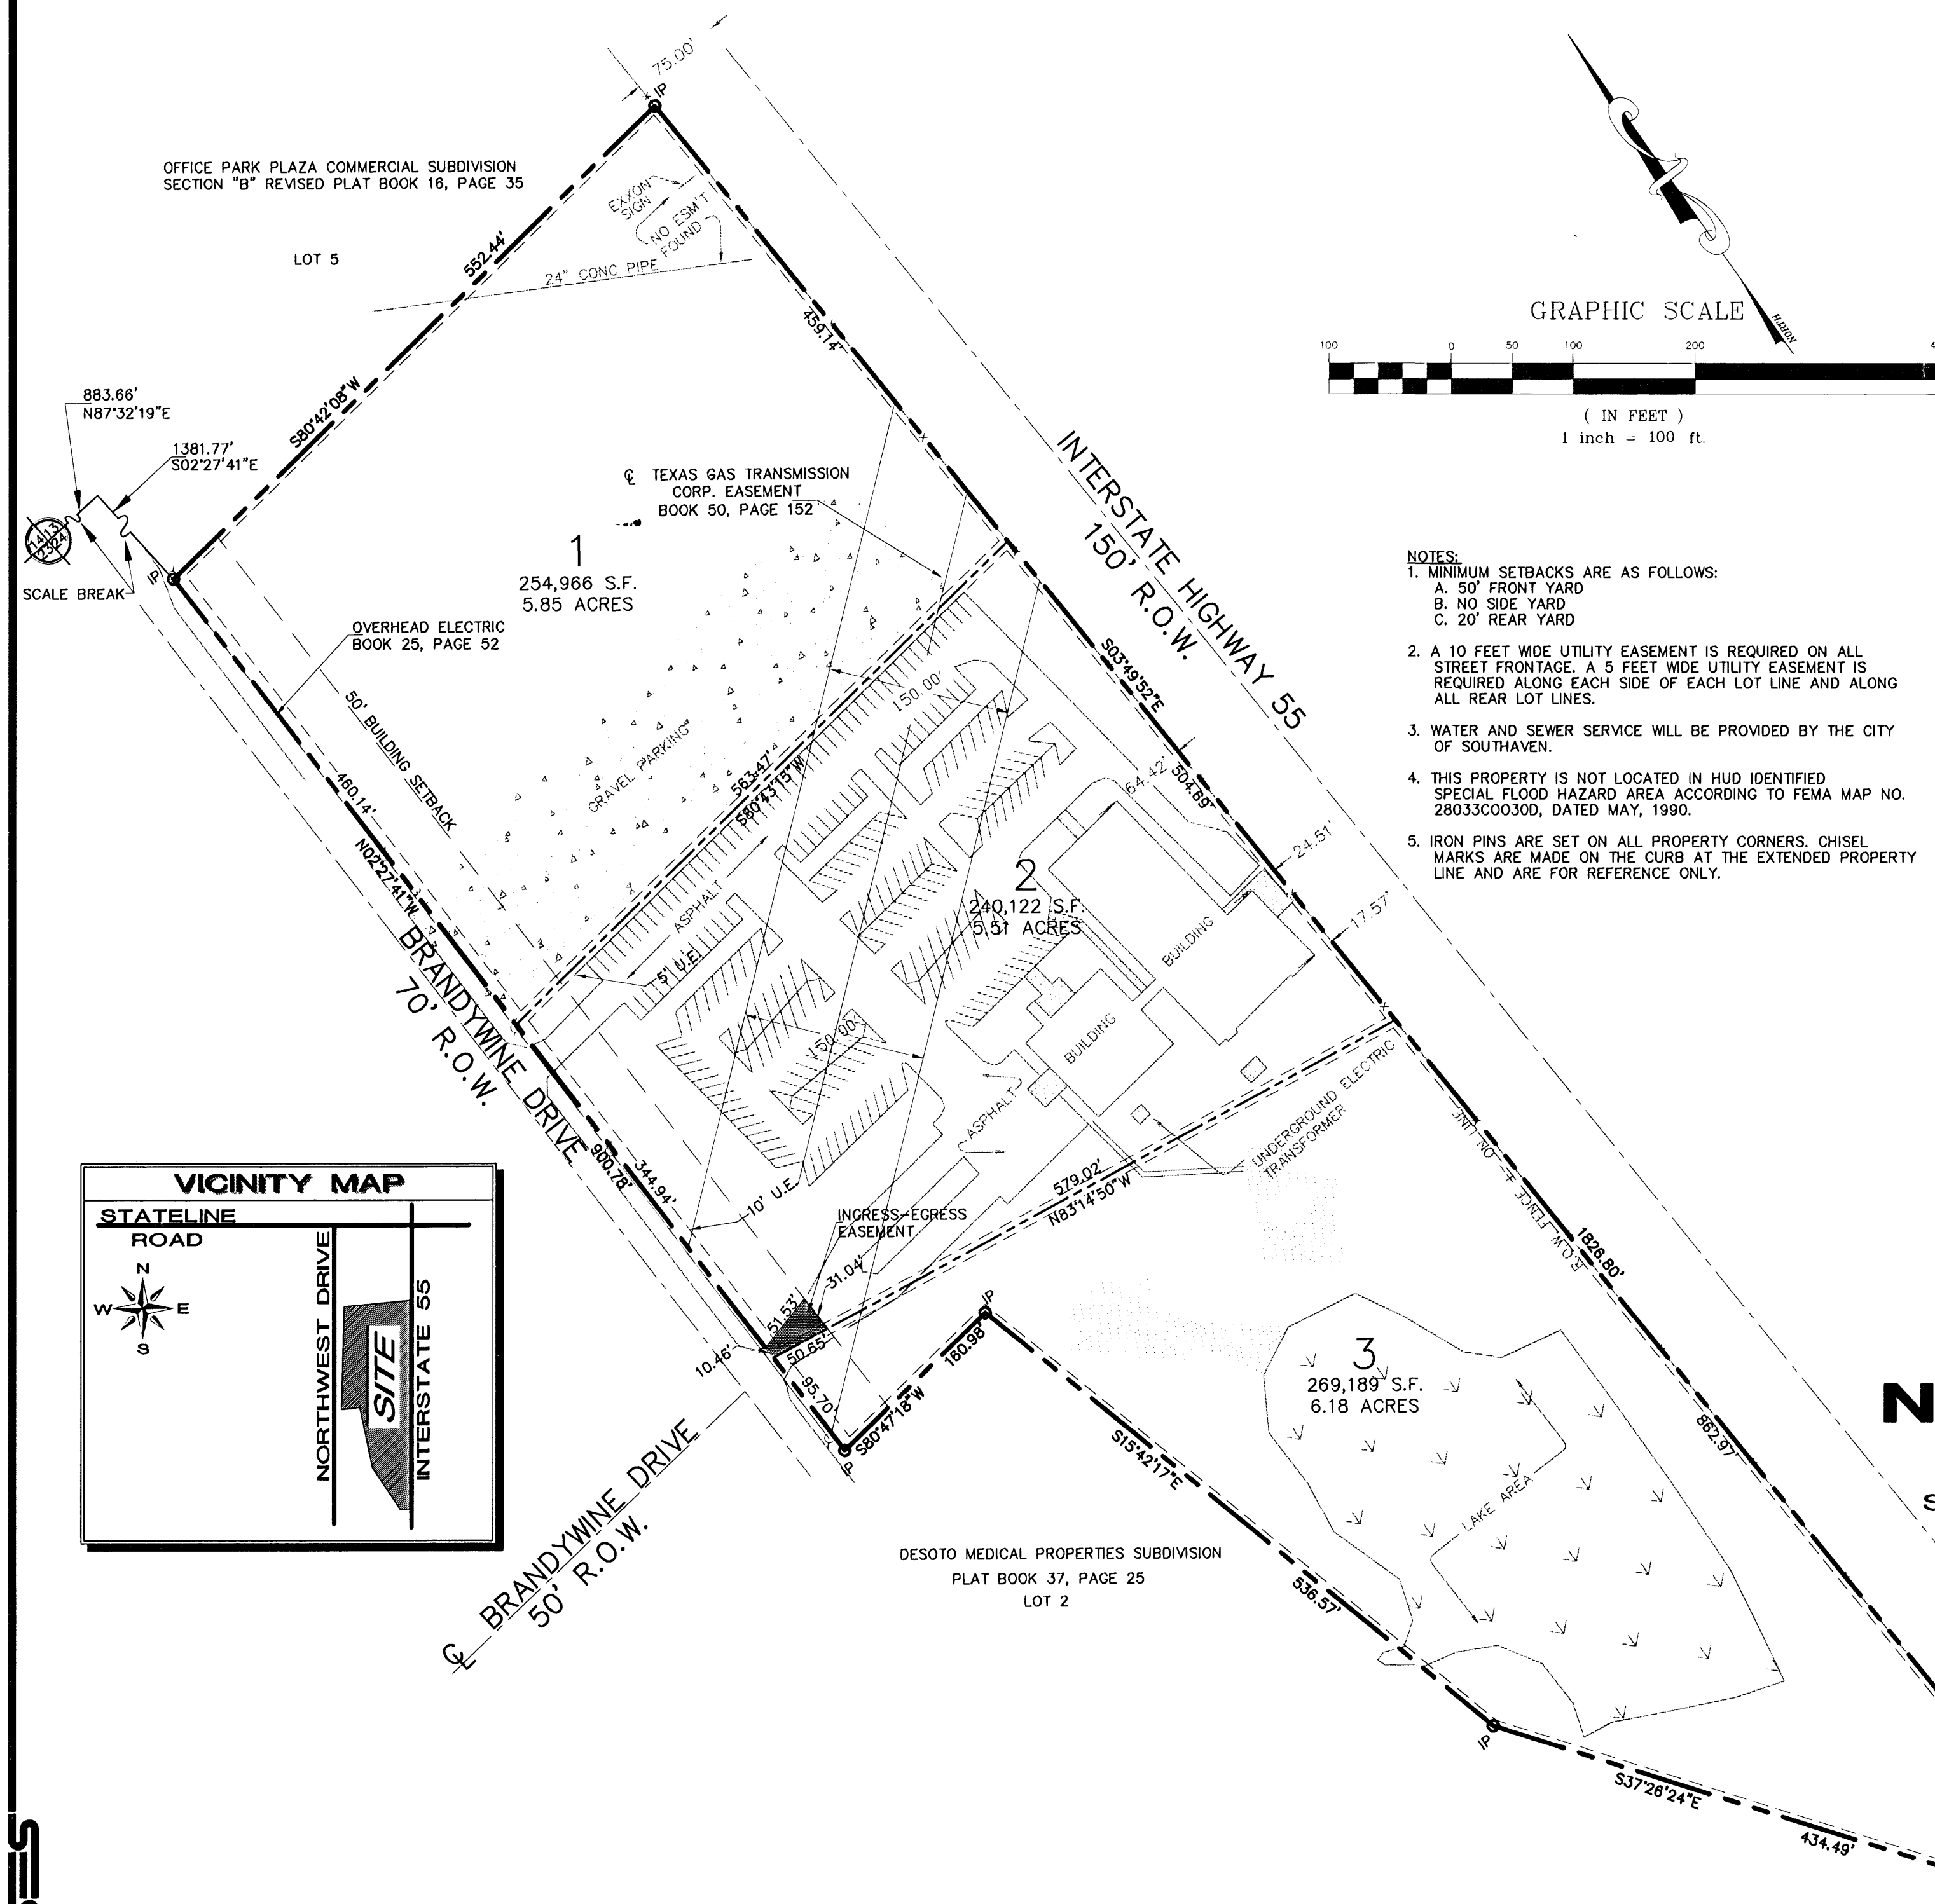 75.00'
IP
OFFICE PARK PLAZA COMMERCIAL SUBDIVISION
SECTION "B" REVISED PLAT BOOK 16, PAGE 35
LOT 5
552.44'
S80°42'08"W
EXXON
SIGN
NO ESM'T
FOUND
24" CONC PIPE
459.14'
NORTH
GRAPHIC SCALE
100 0 50 100 200
( IN FEET )
1 inch = 100 ft.
883.66'
N87°32'19"E
1381.77'
S02°27'41"E
14 13
23 24
SCALE BREAK
IP
℄ TEXAS GAS TRANSMISSION
CORP. EASEMENT
BOOK 50, PAGE 152
1
254,966 S.F.
5.85 ACRES
OVERHEAD ELECTRIC
BOOK 25, PAGE 52
50' BUILDING SETBACK
GRAVEL PARKING
563.47'
S80°43'15"W
150.00'
INTERSTATE HIGHWAY 55
150' R.O.W.
S03°49'52"E
504.69'
64.42'
24.51'
17.57'
NOTES:
1. MINIMUM SETBACKS ARE AS FOLLOWS:
A. 50' FRONT YARD
B. NO SIDE YARD
C. 20' REAR YARD
2. A 10 FEET WIDE UTILITY EASEMENT IS REQUIRED ON ALL
STREET FRONTAGE. A 5 FEET WIDE UTILITY EASEMENT IS
REQUIRED ALONG EACH SIDE OF EACH LOT LINE AND ALONG
ALL REAR LOT LINES.
3. WATER AND SEWER SERVICE WILL BE PROVIDED BY THE CITY
OF SOUTHAVEN.
4. THIS PROPERTY IS NOT LOCATED IN HUD IDENTIFIED
SPECIAL FLOOD HAZARD AREA ACCORDING TO FEMA MAP NO.
28033C0030D, DATED MAY, 1990.
5. IRON PINS ARE SET ON ALL PROPERTY CORNERS. CHISEL
MARKS ARE MADE ON THE CURB AT THE EXTENDED PROPERTY
LINE AND ARE FOR REFERENCE ONLY.
460.14'
N02°27'41"W
BRANDYWINE DRIVE
70' R.O.W.
ASPHALT
5' U.E.
2
240,122 S.F.
5.51 ACRES
BUILDING
BUILDING
150.00'
ASPHALT
UNDERGROUND ELECTRIC
TRANSFORMER
R.O.W. FENCE ± ON LINE
1826.80'
900.78'
344.94'
10' U.E.
579.02'
N83°14'50"W
INGRESS-EGRESS
EASEMENT
31.04'
51.53'
50.65'
10.46'
95.70'
160.98'
S80°47'18"W
IP
IP
VICINITY MAP
STATELINE
ROAD
N
W E
S
NORTHWEST DRIVE
SITE
INTERSTATE 55
3
269,189 S.F.
6.18 ACRES
LAKE AREA
862.97'
S15°42'17"E
536.57'
℄ BRANDYWINE DRIVE
50' R.O.W.
DESOTO MEDICAL PROPERTIES SUBDIVISION
PLAT BOOK 37, PAGE 25
LOT 2
IP
S37°26'24"E
434.49'
N